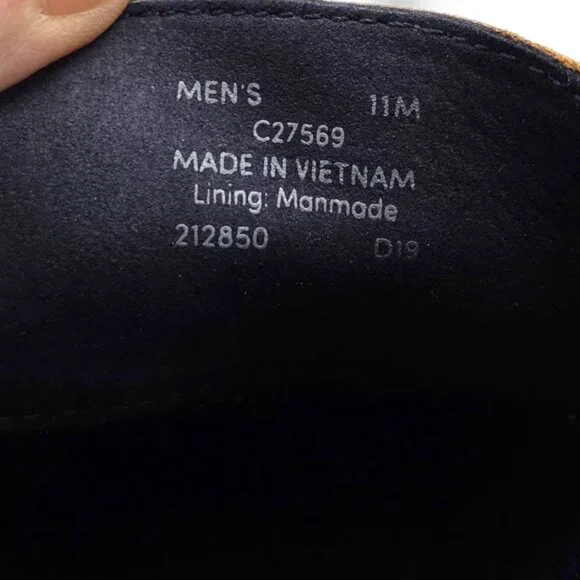 MEN'S 11M
C27569
MADE IN VIETNAM
Lining: Manmade
212850 D19